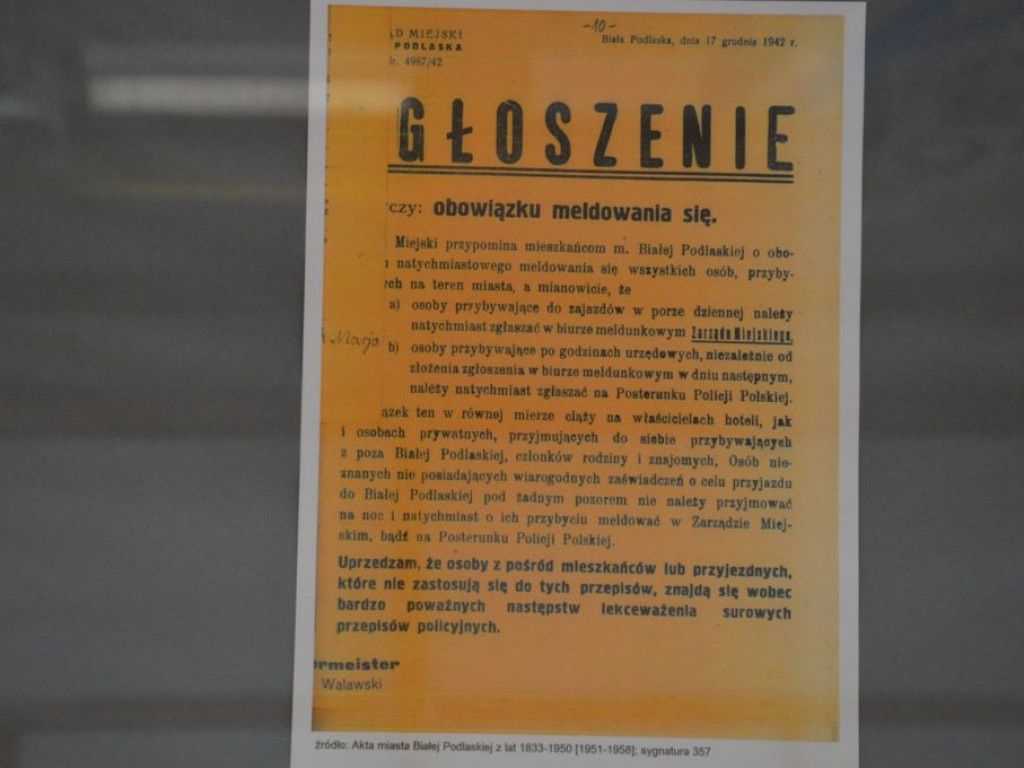 -10-
D MIEJSKI
PODLASKA
Biała Podlaska, dnia 17 grudnia 1942 r.
Nr. 4987/42
GŁOSZENIE
czy: obowiązku meldowania się.
Miejski przypomina mieszkańcom m. Białej Podlaskiej o obo-
natychmiastowego meldowania się wszystkich osób, przyby-
ych na teren miasta, a mianowicie, że
a) osoby przybywające do zajazdów w porze dziennej należy
natychmiast zgłaszać w biurze meldunkowym Zarządu Miejskiego,
Marja
b) osoby przybywające po godzinach urzędowych, niezależnie od
złożenia zgłoszenia w biurze meldunkowym w dniu następnym,
należy natychmiast zgłaszać na Posterunku Policji Polskiej.
ązek ten w równej mierze ciąży na właścicielach hoteli, jak
i osobach prywatnych, przyjmujących do siebie przybywających
z poza Białej Podlaskiej, członków rodziny i znajomych, Osób nie-
znanych nie posiadających wiarogodnych zaświadczeń o celu przyjazdu
do Białej Podlaskiej pod żadnym pozorem nie należy przyjmować
na noc i natychmiast o ich przybyciu meldować w Zarządzie Miej-
skim, bądź na Posterunku Policji Polskiej.
Uprzedzam, że osoby z pośród mieszkańców lub przyjezdnych,
które nie zastosują się do tych przepisów, znajdą się wobec
bardzo poważnych następstw lekceważenia surowych
przepisów policyjnych.
rmeister
Walawski
źródło: Akta miasta Białej Podlaskiej z lat 1833-1950 [1951-1958]; sygnatura 357